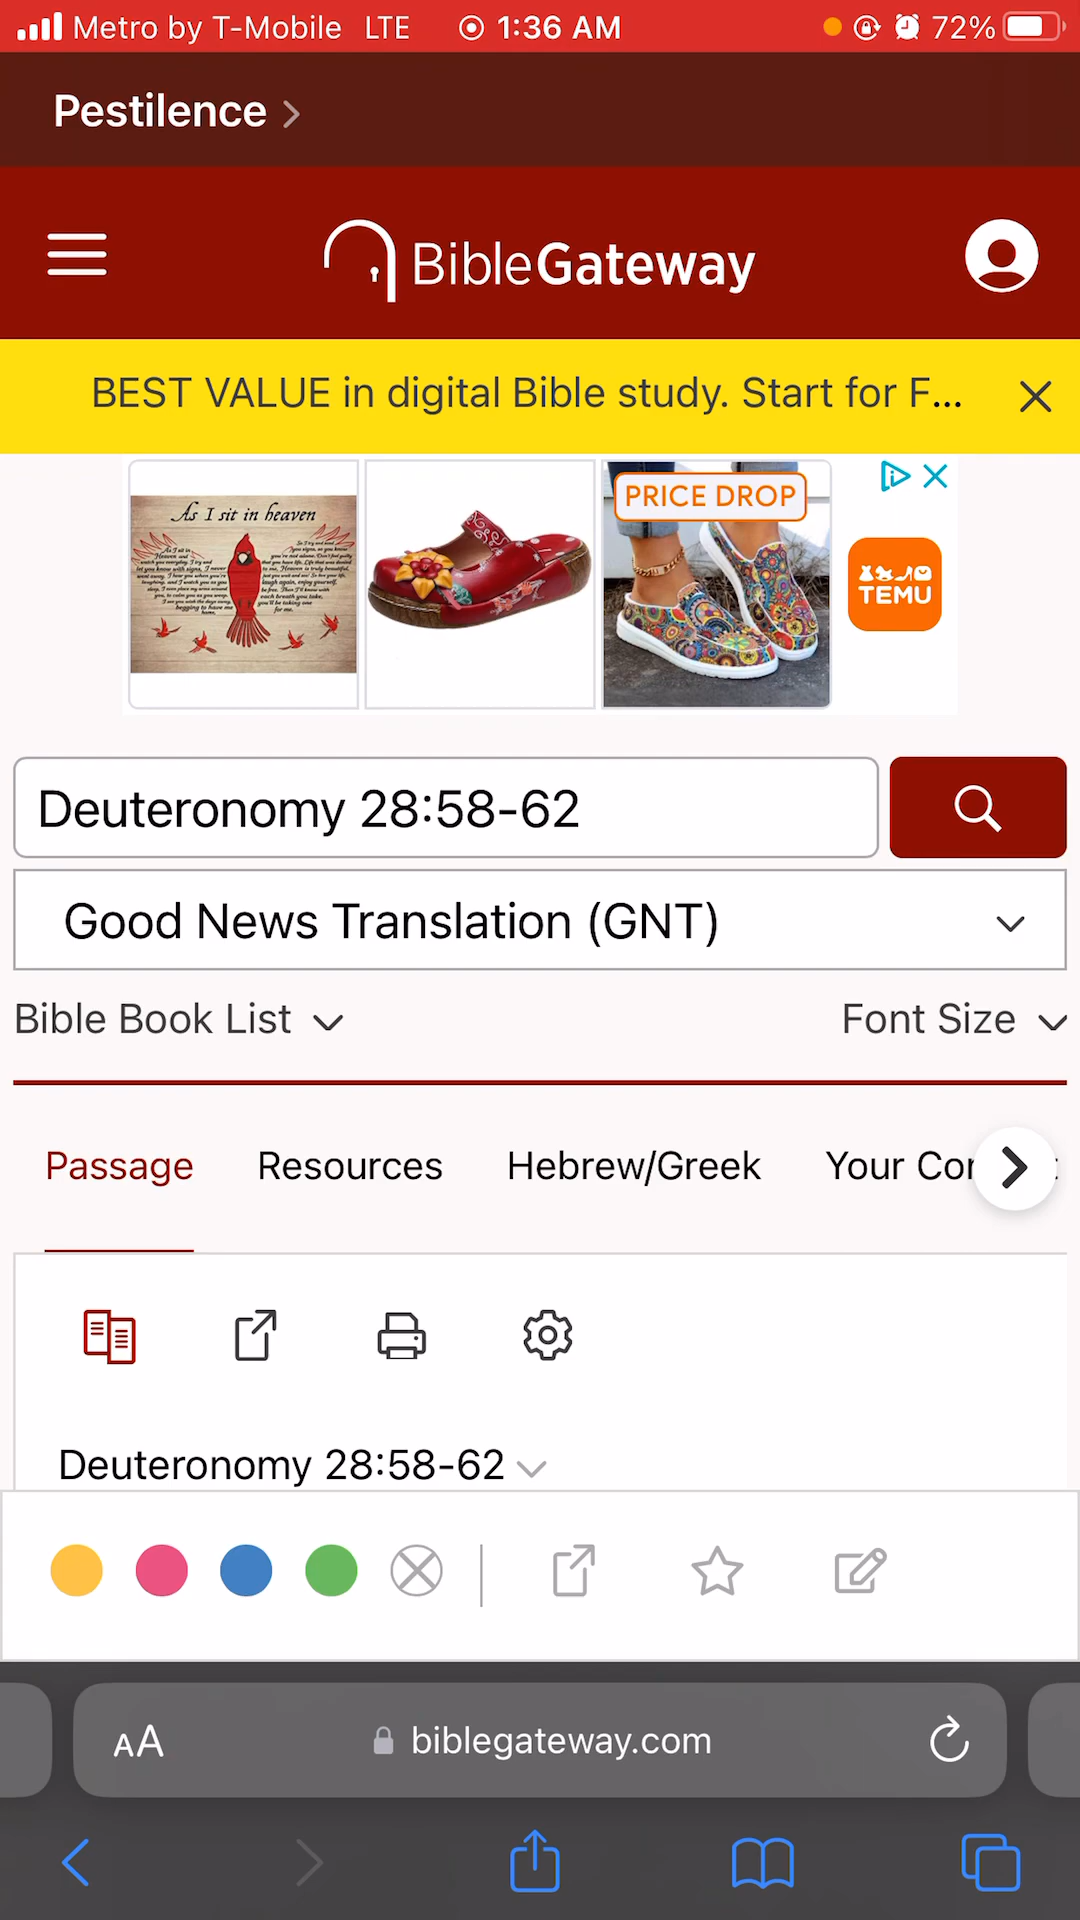 Metro by T-Mobile LTE 1:36 AM 72%
Pestilence
BibleGateway
BEST VALUE in digital Bible study. Start for F...
As I sit in heaven
PRICE DROP
TEMU
Deuteronomy 28:58-62
Good News Translation (GNT)
Bible Book List Font Size
Passage Resources Hebrew/Greek Your Con
Deuteronomy 28:58-62
AA biblegateway.com